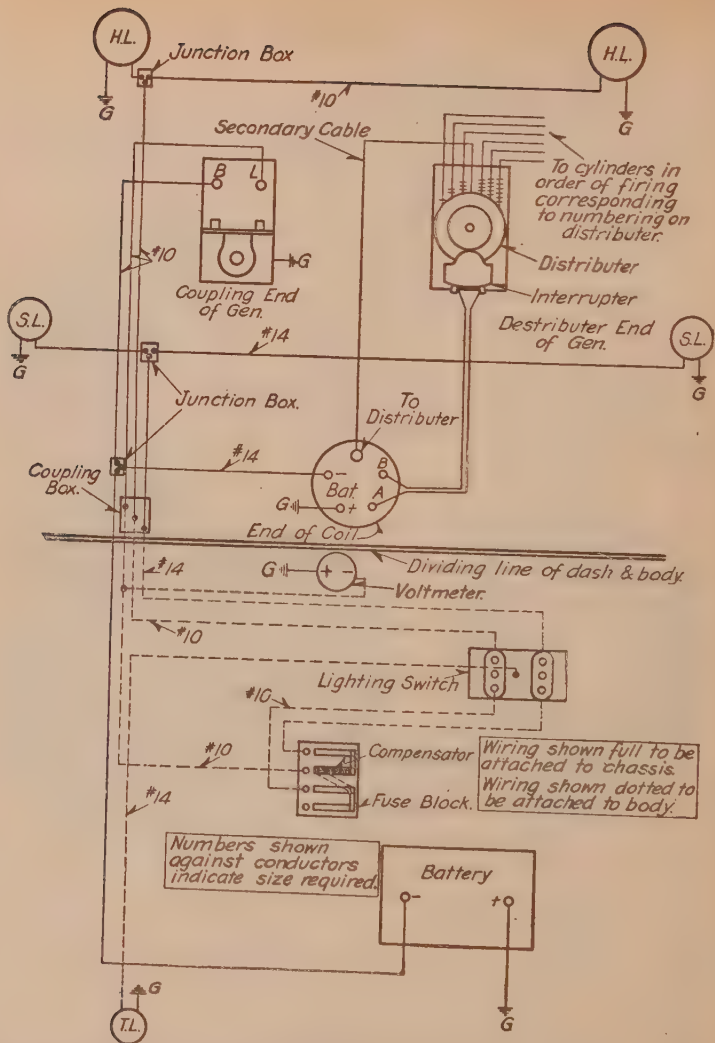 H.L.
Junction Box
H.L.
G
#10
G
Secondary Cable
B L
To cylinders in
order of firing
corresponding
to numbering on
distributer.
#10
G
Distributer
Coupling End
of Gen.
Interrupter
S.L.
#14
Destributer End
of Gen.
S.L.
G
G
Junction Box.
To
Distributer
#14
Coupling
Box.
- B
Bat.
G + A
End of Coil
#14
Dividing line of dash & body.
G + -
Voltmeter.
#10
Lighting Switch
#10
#10
Compensator
Wiring shown full to be
attached to chassis.
Wiring shown dotted to
be attached to body.
#14
Fuse Block.
Numbers shown
against conductors
indicate size required.
Battery
- +
G
T.L.
G